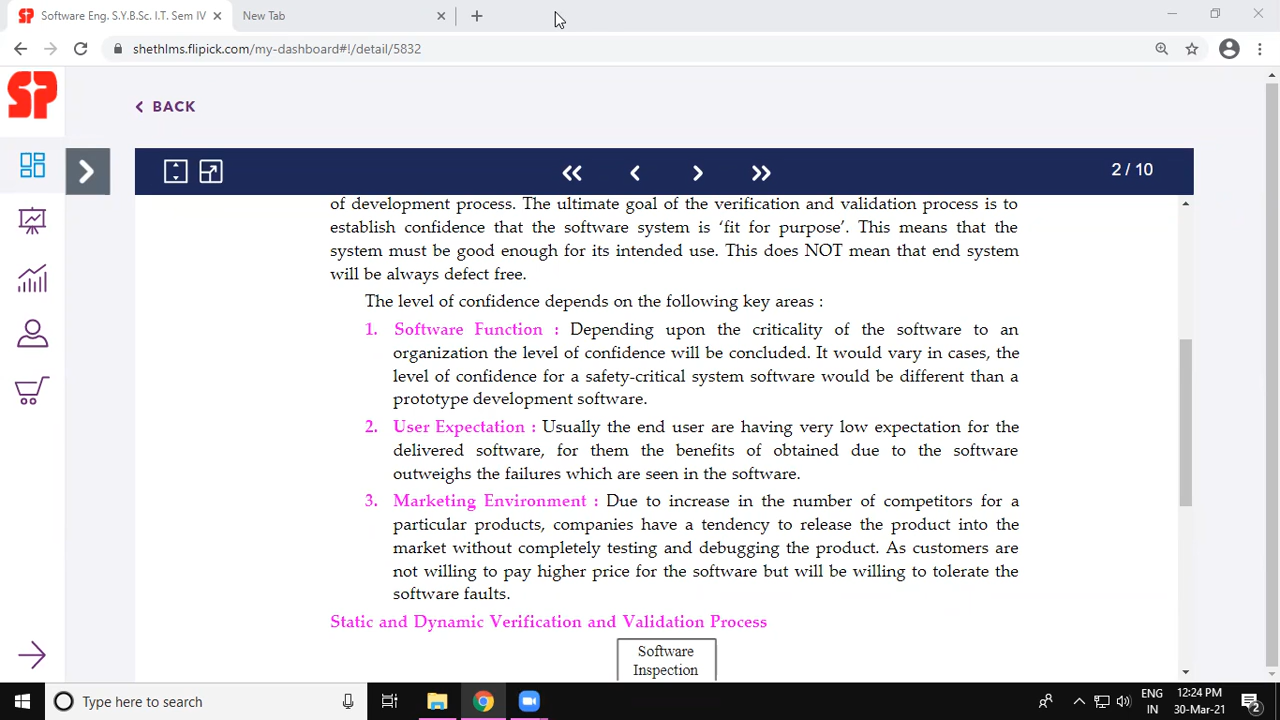 Software Eng. S.Y.B.Sc. I.T. Sem IV
New Tab
shethlms.flipick.com/my-dashboard#!/detail/5832
SP
BACK
2 / 10
of development process. The ultimate goal of the verification and validation process is to
establish confidence that the software system is ‘fit for purpose’. This means that the
system must be good enough for its intended use. This does NOT mean that end system
will be always defect free.
The level of confidence depends on the following key areas :
1. Software Function : Depending upon the criticality of the software to an
organization the level of confidence will be concluded. It would vary in cases, the
level of confidence for a safety-critical system software would be different than a
prototype development software.
2. User Expectation : Usually the end user are having very low expectation for the
delivered software, for them the benefits of obtained due to the software
outweighs the failures which are seen in the software.
3. Marketing Environment : Due to increase in the number of competitors for a
particular products, companies have a tendency to release the product into the
market without completely testing and debugging the product. As customers are
not willing to pay higher price for the software but will be willing to tolerate the
software faults.
Static and Dynamic Verification and Validation Process
Software
Inspection
Type here to search
ENG
IN
12:24 PM
30-Mar-21
2